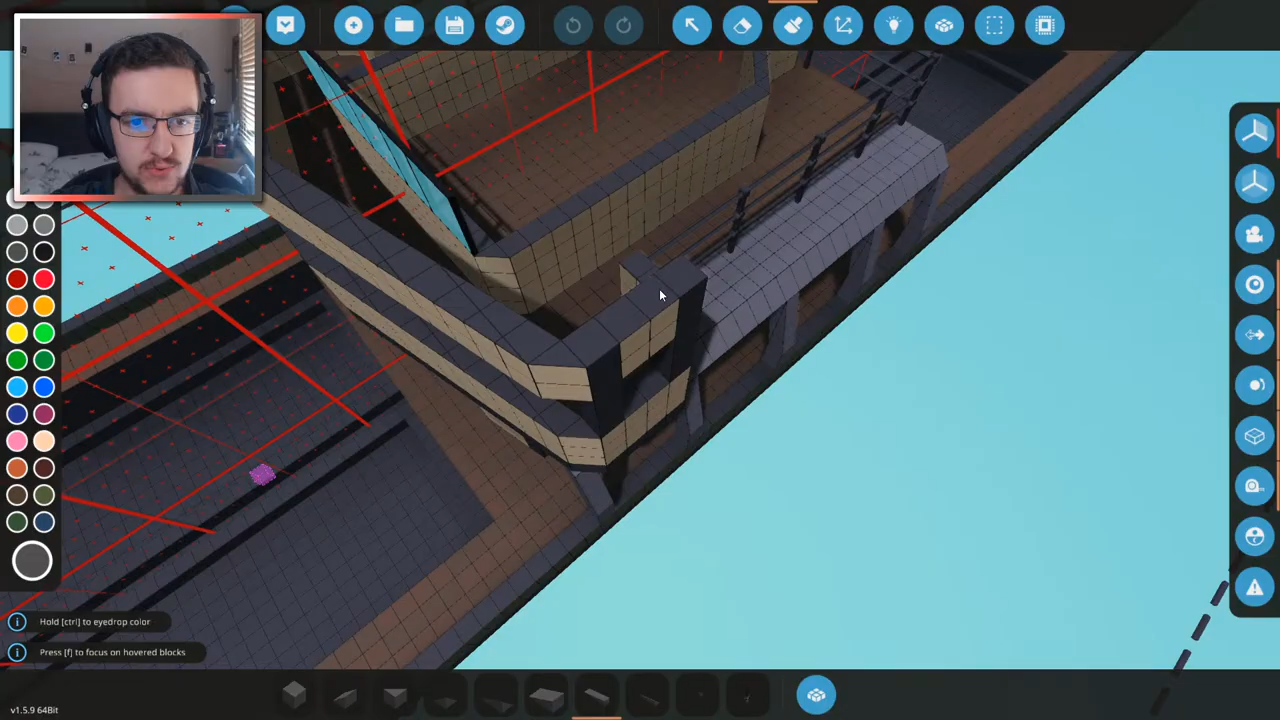 Hold [ctrl] to eyedrop color
Press [f] to focus on hovered blocks
v1.5.9 64Bit